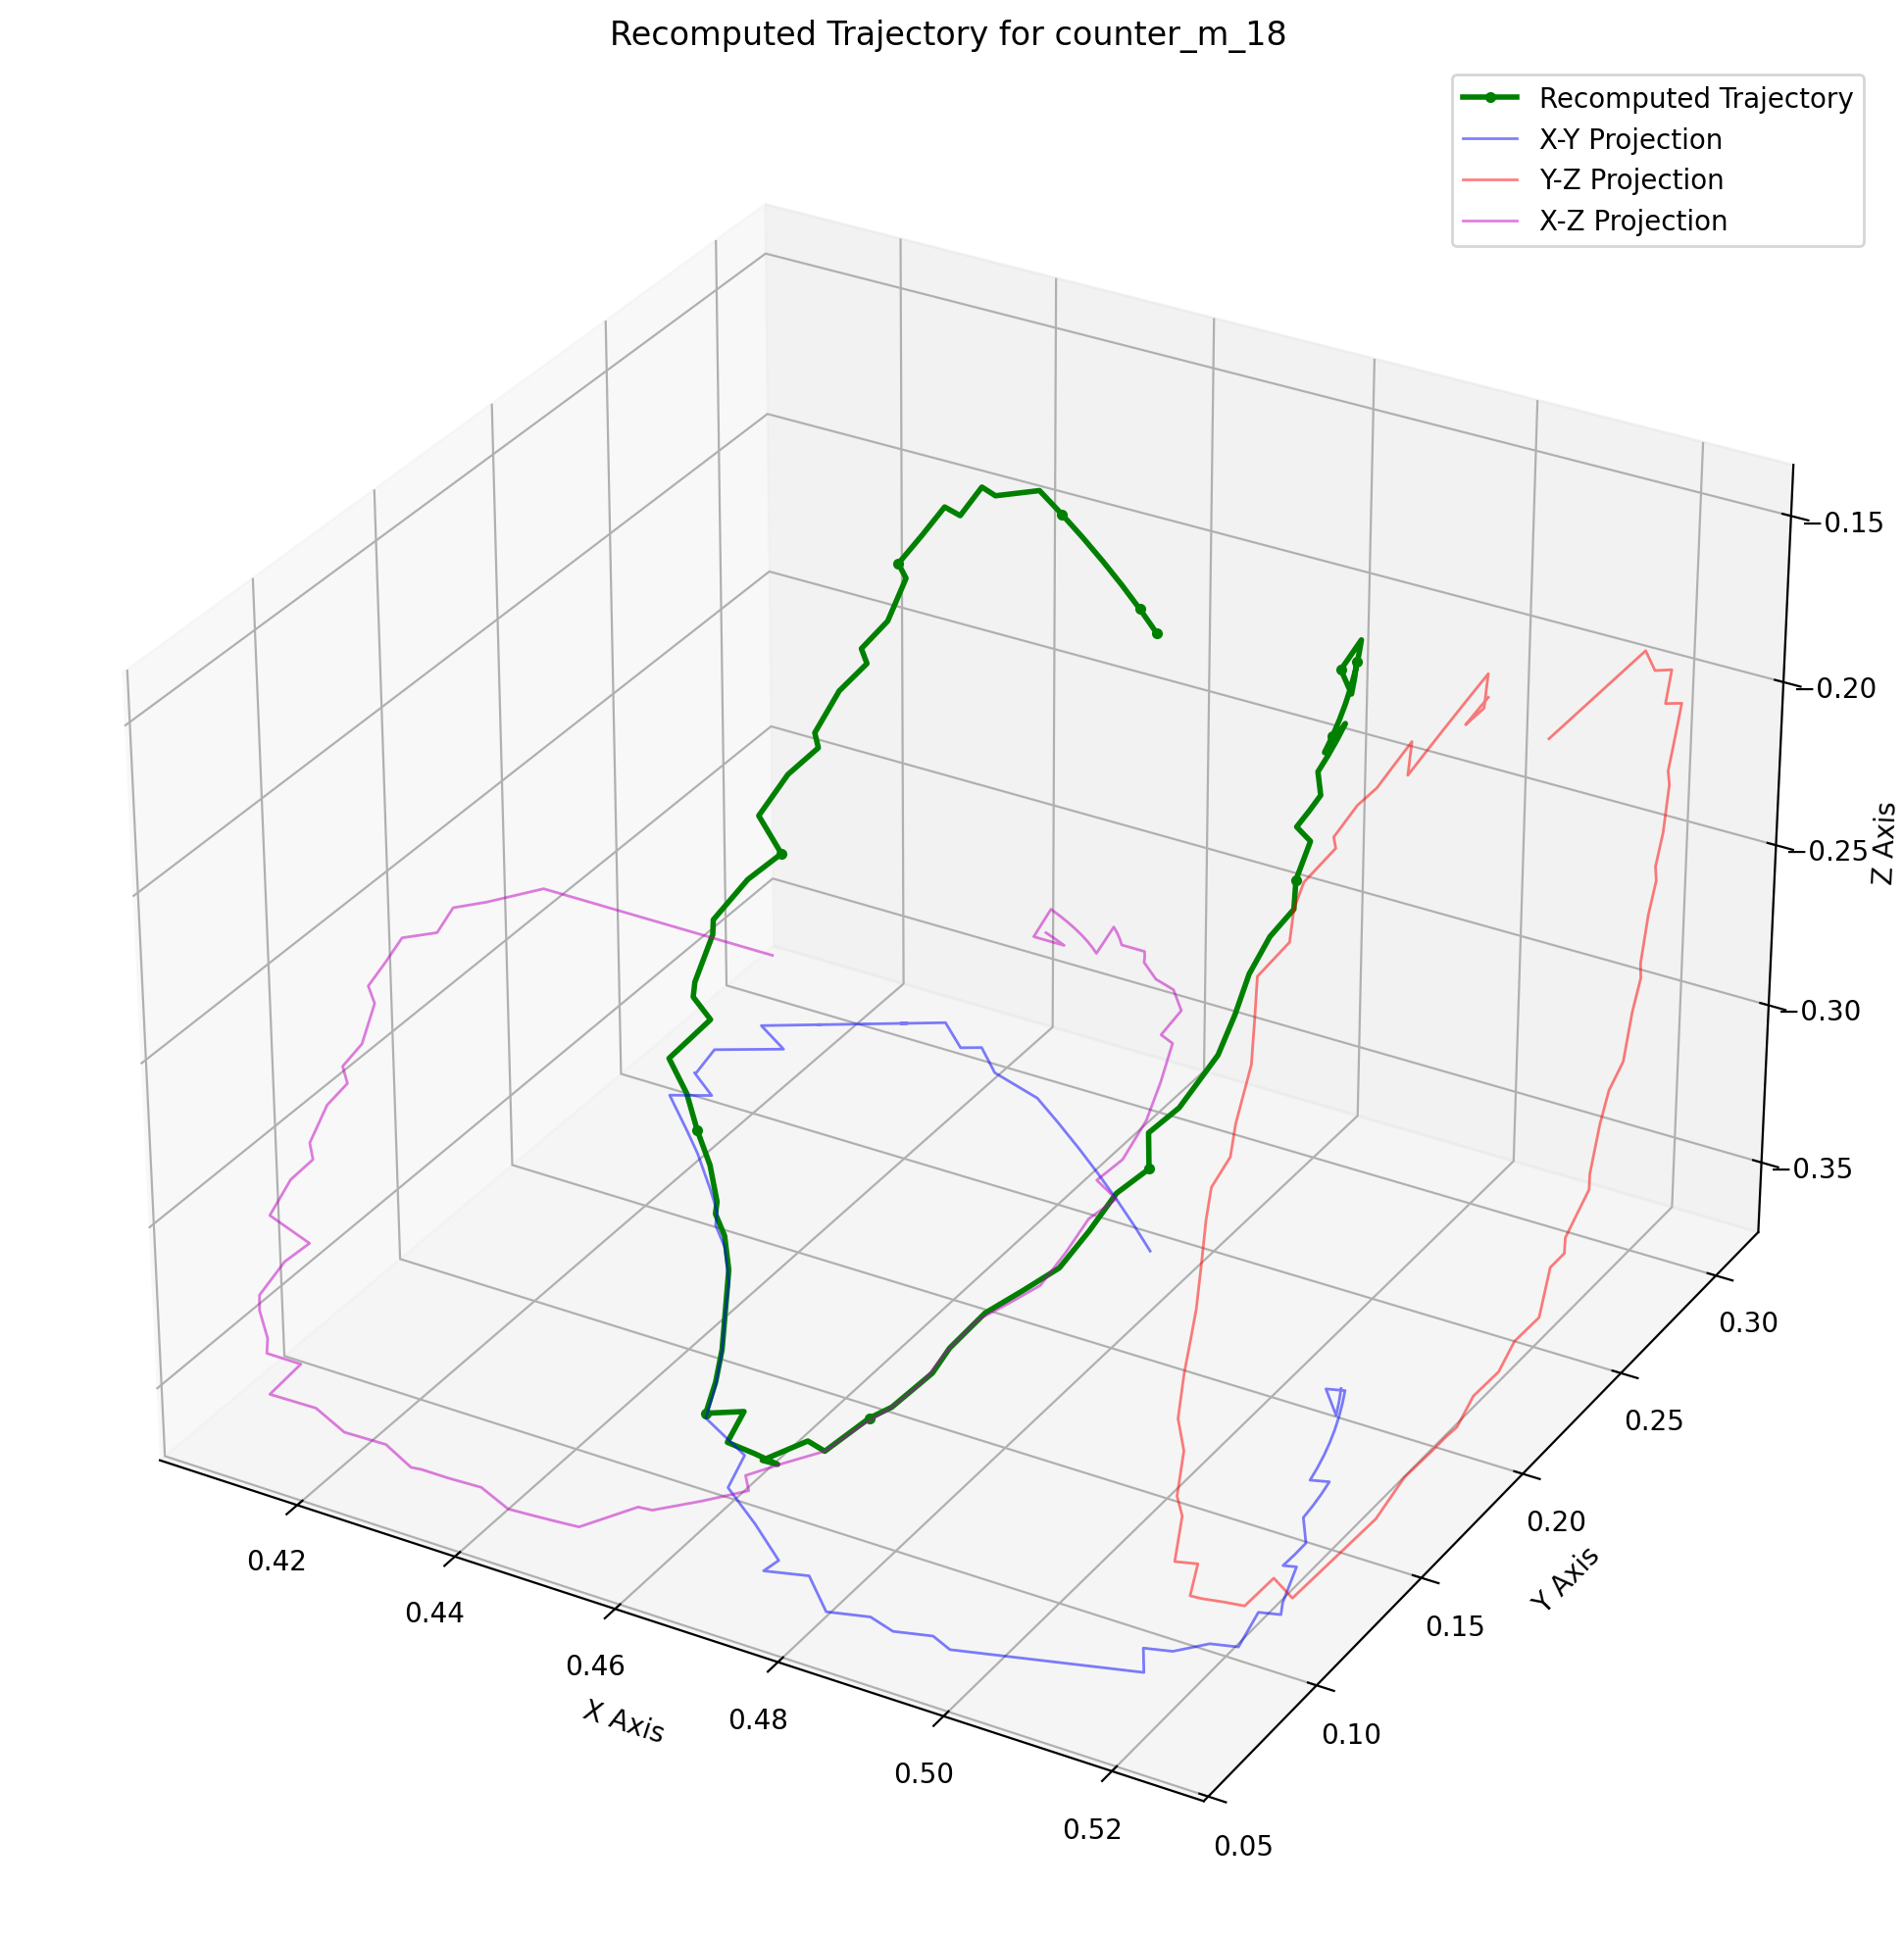 Recomputed Trajectory for counter_m_18
Recomputed Trajectory
X-Y Projection
Y-Z Projection
X-Z Projection
−0.15
−0.20
−0.25
−0.30
−0.35
Z Axis
0.30
0.25
0.20
0.15
0.10
0.05
Y Axis
0.42
0.44
0.46
0.48
0.50
0.52
X Axis